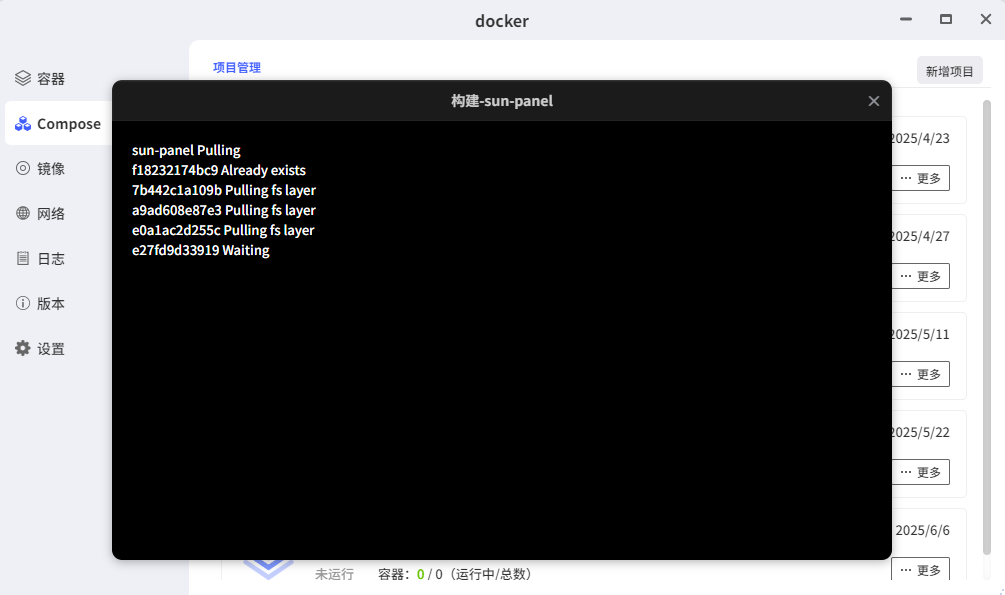 docker
容器
Compose
镜像
网络
日志
版本
设置
项目管理
新增项目
构建-sun-panel
sun-panel Pulling
f18232174bc9 Already exists
7b442c1a109b Pulling fs layer
a9ad608e87e3 Pulling fs layer
e0a1ac2d255c Pulling fs layer
e27fd9d33919 Waiting
2025/4/23
··· 更多
2025/4/27
··· 更多
2025/5/11
··· 更多
2025/5/22
··· 更多
2025/6/6
··· 更多
未运行 容器：0 / 0（运行中/总数）